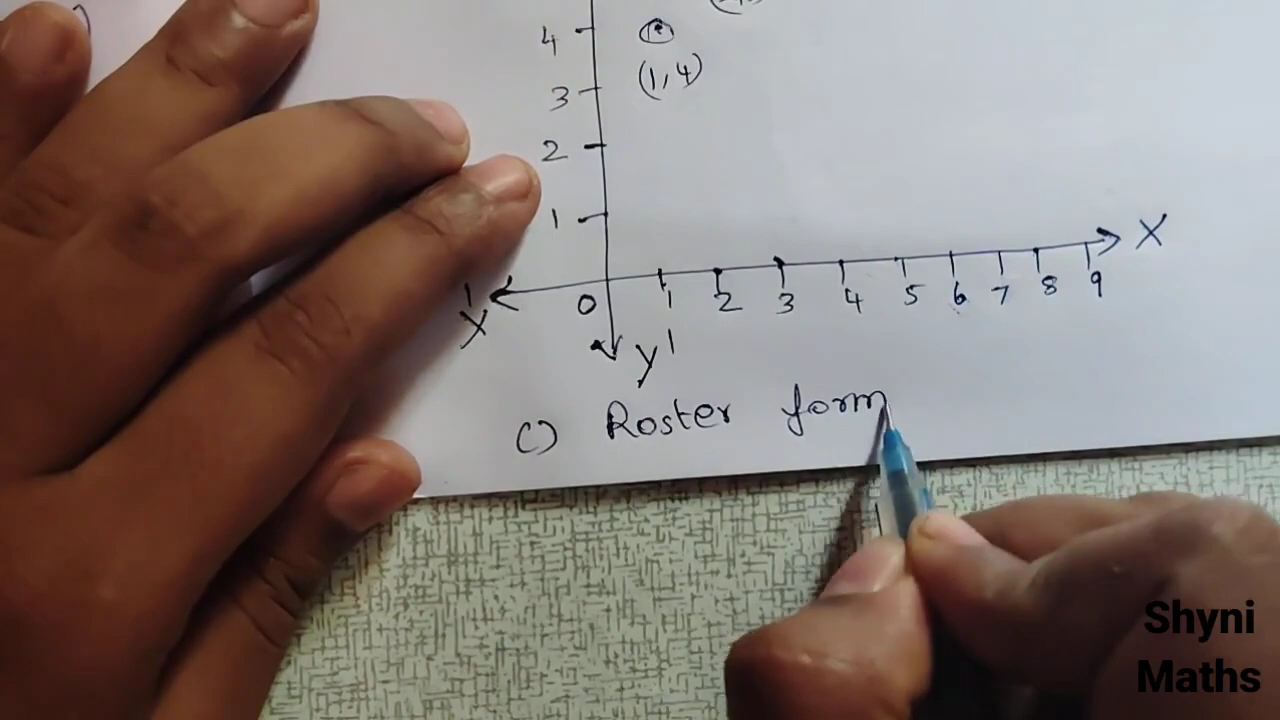 4
(1,4)
3
2
1
X
X'
0 1 2 3 4 5 6 7 8 9
y'
C) Roster form
Shyni
Maths